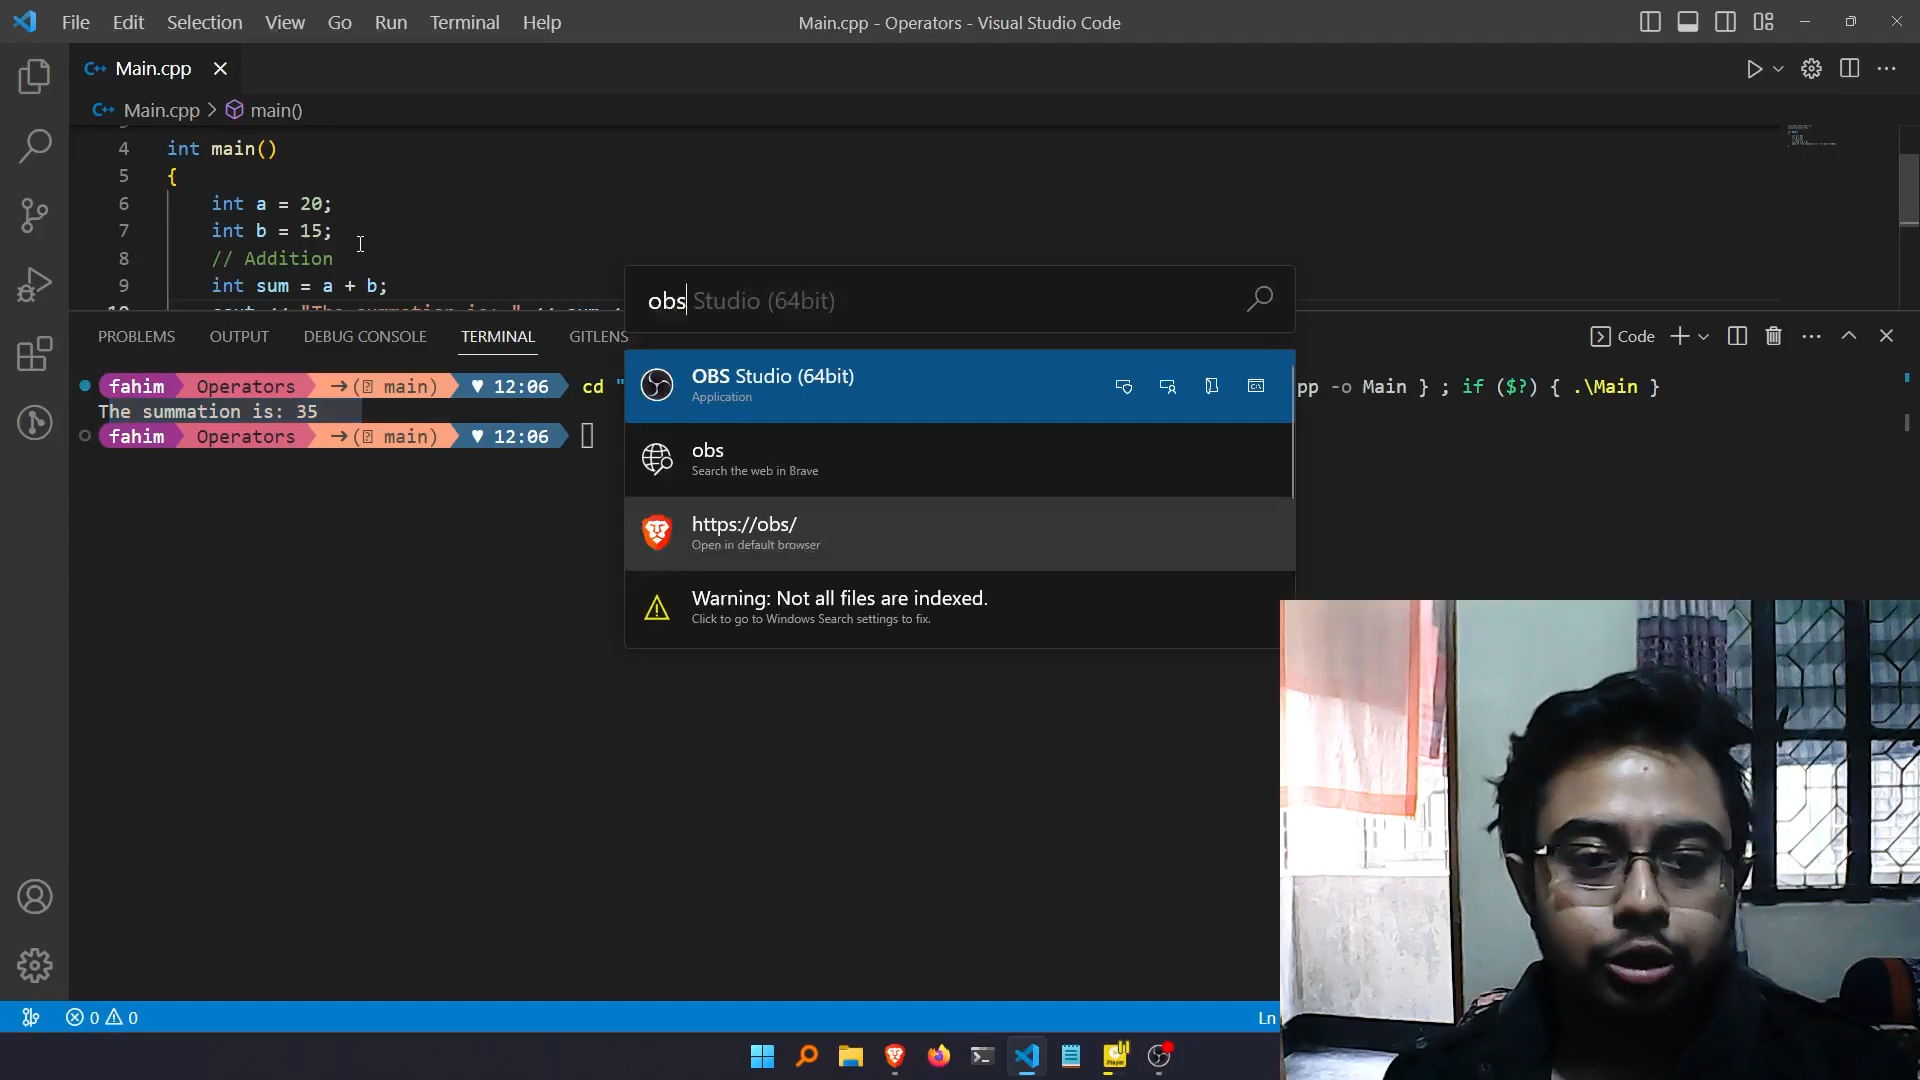 File Edit Selection View Go Run Terminal Help
Main.cpp - Operators - Visual Studio Code
C++ Main.cpp
C++ Main.cpp > main()
4 int main()
5 {
6 int a = 20;
7 int b = 15;
8 // Addition
9 int sum = a + b;
obs Studio (64bit)
PROBLEMS OUTPUT DEBUG CONSOLE TERMINAL GITLENS
Code
OBS Studio (64bit)
Application
fahim Operators →( main) ♥ 12:06 cd "
pp -o Main } ; if ($?) { .\Main }
The summation is: 35
fahim Operators →( main) ♥ 12:06
obs
Search the web in Brave
https://obs/
Open in default browser
Warning: Not all files are indexed.
Click to go to Windows Search settings to fix.
0 0
Ln